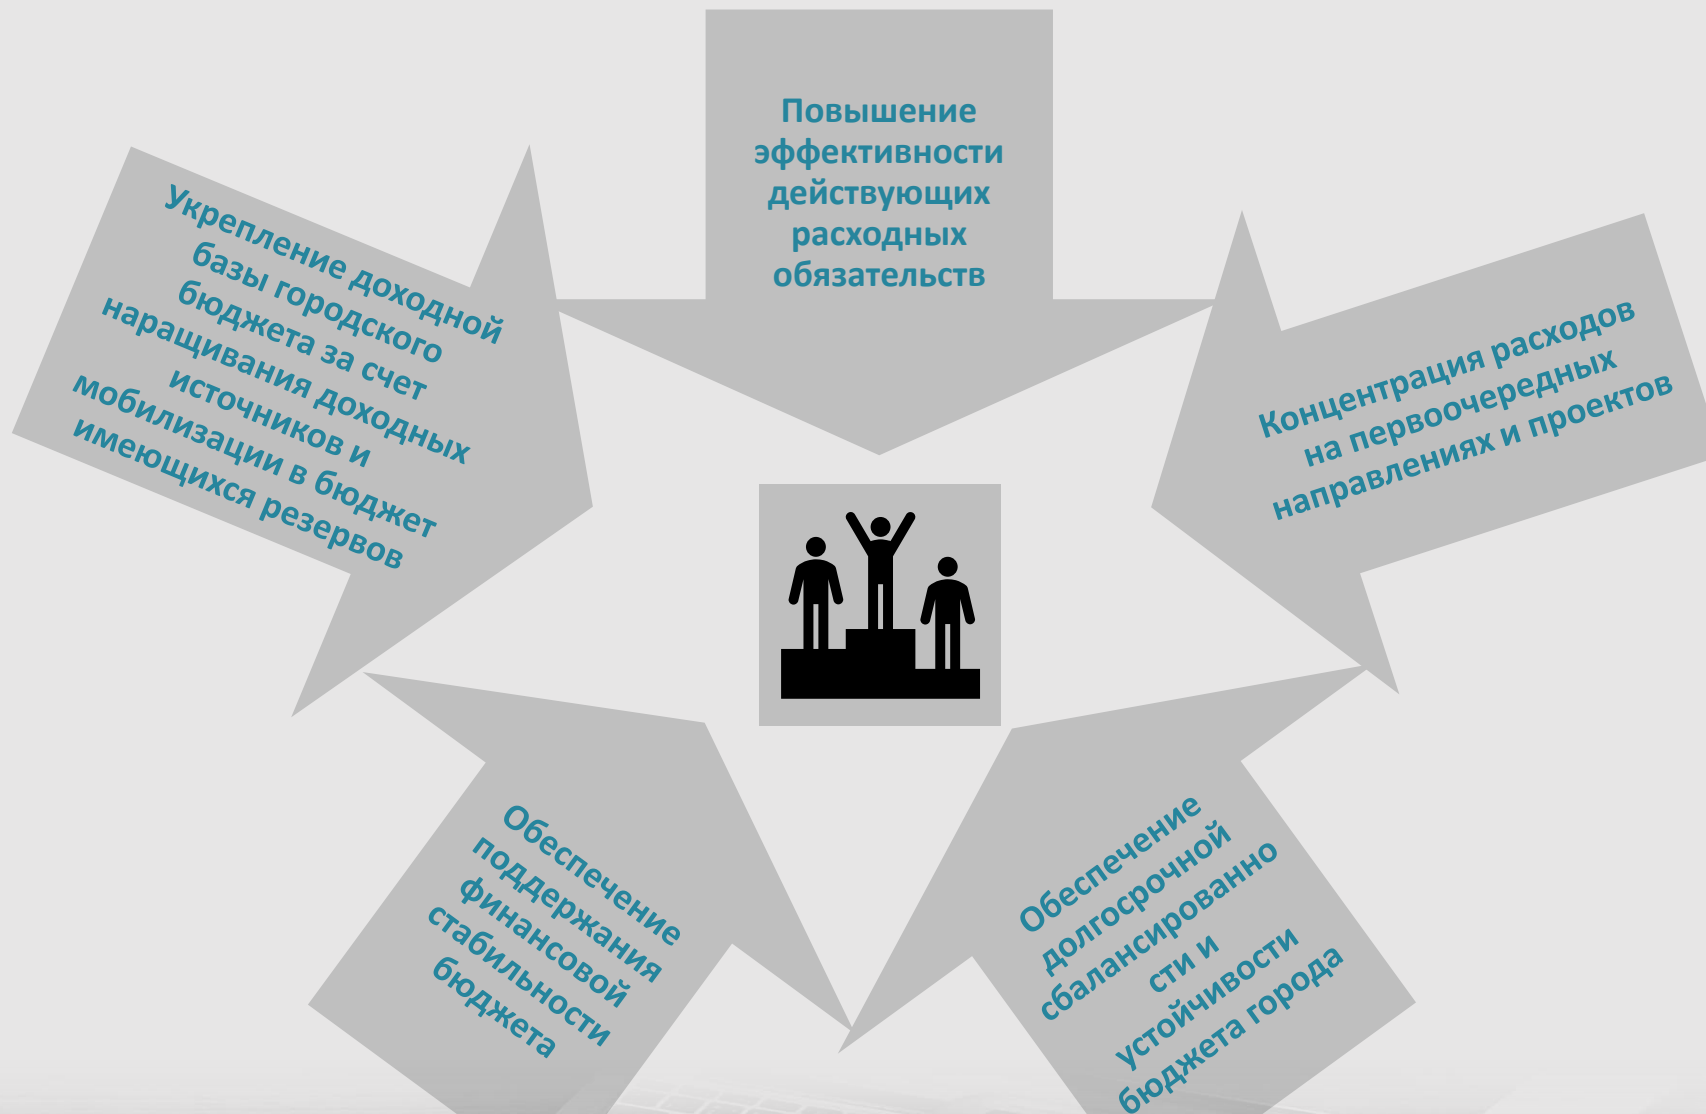 Повышение
эффективности
действующих
расходных
обязательств
Укрепление доходной
базы городского
бюджета за счет
наращивания доходных
источников и
мобилизации в бюджет
имеющихся резервов
Концентрация расходов
на первоочередных
направлениях и проектов
Обеспечение
поддержания
финансовой
стабильности
бюджета
Обеспечение
долгосрочной
сбалансированно
сти и
устойчивости
бюджета города